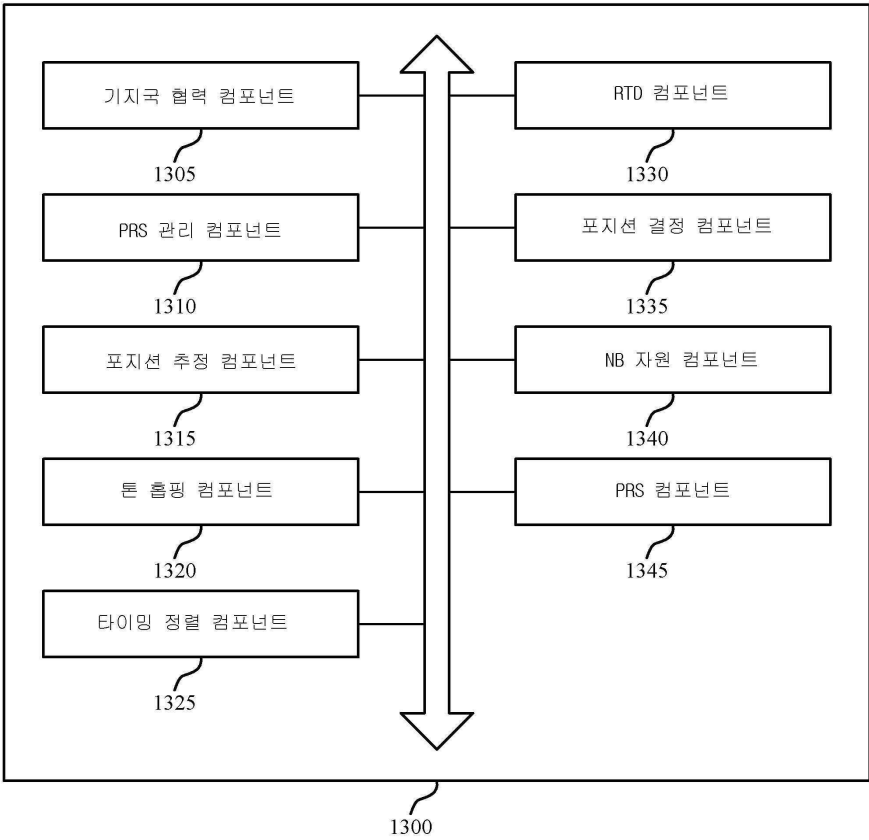 기지국 협력 컴포넌트
1305
PRS 관리 컴포넌트
1310
포지션 추정 컴포넌트
1315
톤 홉핑 컴포넌트
1320
타이밍 정렬 컴포넌트
1325
RTD 컴포넌트
1330
포지션 결정 컴포넌트
1335
NB 자원 컴포넌트
1340
PRS 컴포넌트
1345
1300